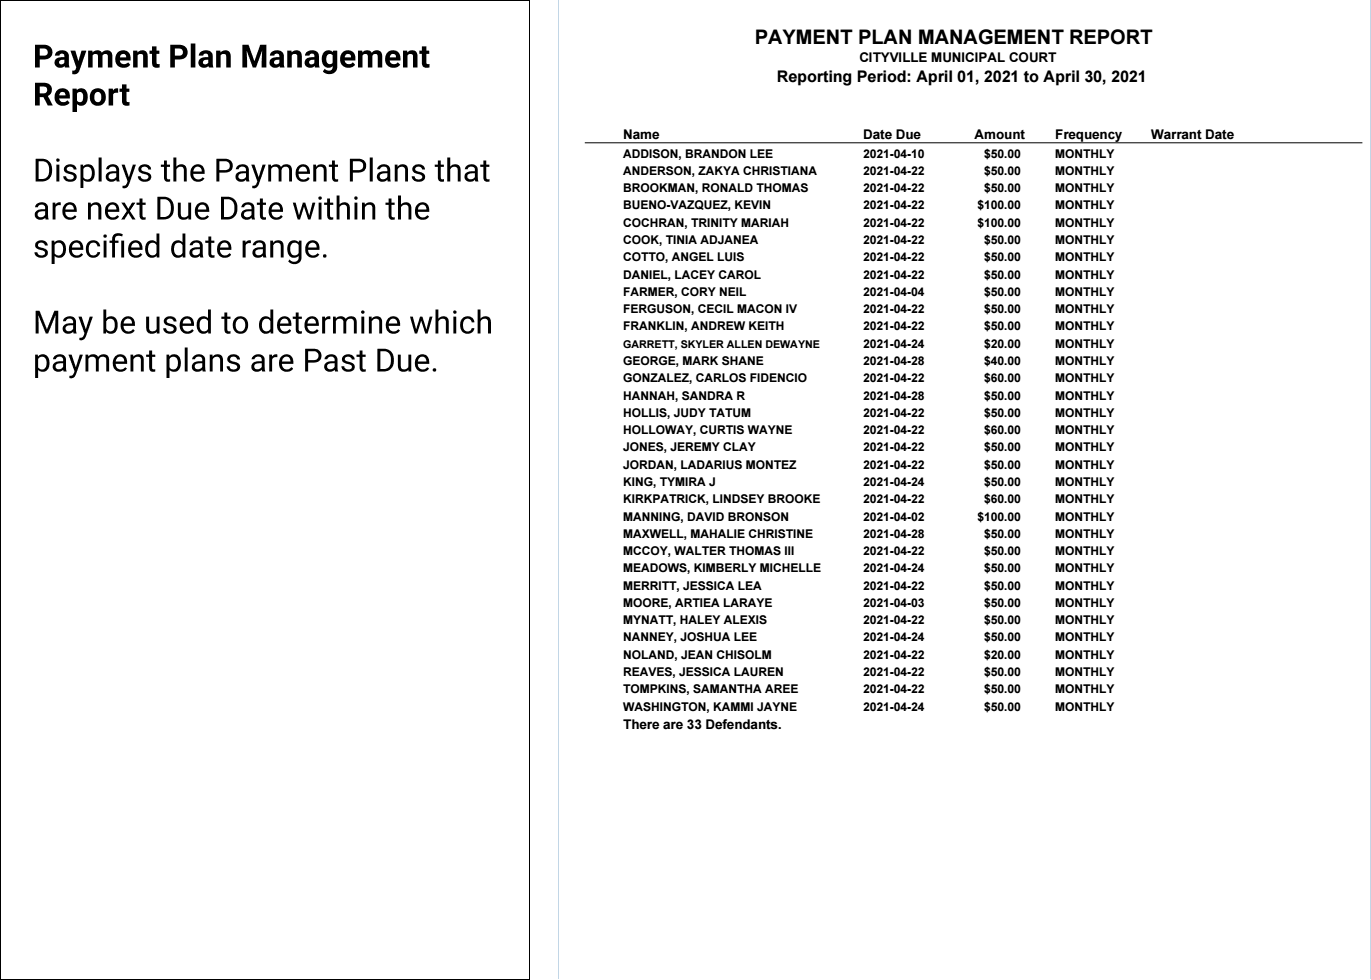 Payment Plan Management
Report
Displays the Payment Plans that
are next Due Date within the
specified date range.
May be used to determine which
payment plans are Past Due.
PAYMENT PLAN MANAGEMENT REPORT
CITYVILLE MUNICIPAL COURT
Reporting Period: April 01, 2021 to April 30, 2021
Name Date Due Amount Frequency Warrant Date
ADDISON, BRANDON LEE 2021-04-10 $50.00 MONTHLY
ANDERSON, ZAKYA CHRISTIANA 2021-04-22 $50.00 MONTHLY
BROOKMAN, RONALD THOMAS 2021-04-22 $50.00 MONTHLY
BUENO-VAZQUEZ, KEVIN 2021-04-22 $100.00 MONTHLY
COCHRAN, TRINITY MARIAH 2021-04-22 $100.00 MONTHLY
COOK, TINIA ADJANEA 2021-04-22 $50.00 MONTHLY
COTTO, ANGEL LUIS 2021-04-22 $50.00 MONTHLY
DANIEL, LACEY CAROL 2021-04-22 $50.00 MONTHLY
FARMER, CORY NEIL 2021-04-04 $50.00 MONTHLY
FERGUSON, CECIL MACON IV 2021-04-22 $50.00 MONTHLY
FRANKLIN, ANDREW KEITH 2021-04-22 $50.00 MONTHLY
GARRETT, SKYLER ALLEN DEWAYNE 2021-04-24 $20.00 MONTHLY
GEORGE, MARK SHANE 2021-04-28 $40.00 MONTHLY
GONZALEZ, CARLOS FIDENCIO 2021-04-22 $60.00 MONTHLY
HANNAH, SANDRA R 2021-04-28 $50.00 MONTHLY
HOLLIS, JUDY TATUM 2021-04-22 $50.00 MONTHLY
HOLLOWAY, CURTIS WAYNE 2021-04-22 $60.00 MONTHLY
JONES, JEREMY CLAY 2021-04-22 $50.00 MONTHLY
JORDAN, LADARIUS MONTEZ 2021-04-22 $50.00 MONTHLY
KING, TYMIRA J 2021-04-24 $50.00 MONTHLY
KIRKPATRICK, LINDSEY BROOKE 2021-04-22 $60.00 MONTHLY
MANNING, DAVID BRONSON 2021-04-02 $100.00 MONTHLY
MAXWELL, MAHALIE CHRISTINE 2021-04-28 $50.00 MONTHLY
MCCOY, WALTER THOMAS III 2021-04-22 $50.00 MONTHLY
MEADOWS, KIMBERLY MICHELLE 2021-04-24 $50.00 MONTHLY
MERRITT, JESSICA LEA 2021-04-22 $50.00 MONTHLY
MOORE, ARTIEA LARAYE 2021-04-03 $50.00 MONTHLY
MYNATT, HALEY ALEXIS 2021-04-22 $50.00 MONTHLY
NANNEY, JOSHUA LEE 2021-04-24 $50.00 MONTHLY
NOLAND, JEAN CHISOLM 2021-04-22 $20.00 MONTHLY
REAVES, JESSICA LAUREN 2021-04-22 $50.00 MONTHLY
TOMPKINS, SAMANTHA AREE 2021-04-22 $50.00 MONTHLY
WASHINGTON, KAMMI JAYNE 2021-04-24 $50.00 MONTHLY
There are 33 Defendants.